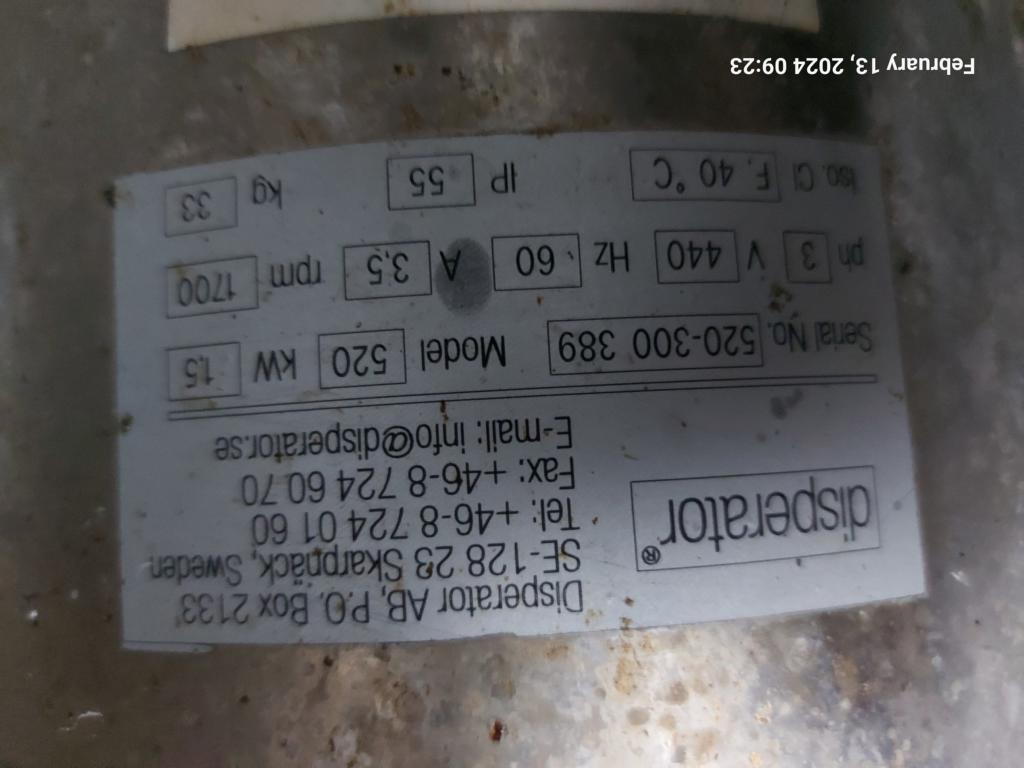 Disperator AB, P.O. Box 2133
SE-128 23 Skarpnäck, Sweden
Tel: +46-8 724 01 60
Fax: +46-8 724 60 70
E-mail: info@disperator.se
disperator®
Serial No. 520-300 389 Model 520 kW 1.5
ph 3 V 440 Hz 60 A 3,5 rpm 1700
Iso. Cl F. 40 °C IP 55 kg 33
February 13, 2024 09:23